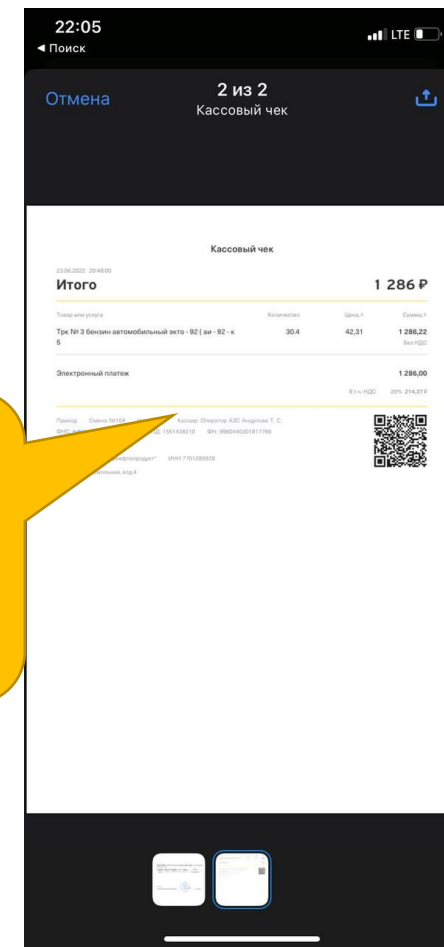 22:05
LTE
Поиск
Отмена
2 из 2
Кассовый чек
Кассовый чек
23.06.2022 20:48:00
Итого 1 286 ₽
Товар или услуга Количество Цена, ₽ Сумма, ₽
Трк № 3 бензин автомобильный экто - 92 ( аи - 92 - к 30.4 42,31 1 286,22
5 Без НДС
Электронный платеж 1 286,00
В т.ч. НДС 20% 214,37 ₽
Приход Смена №104 Кассир: Оператор АЗС
ФН:
ИНН